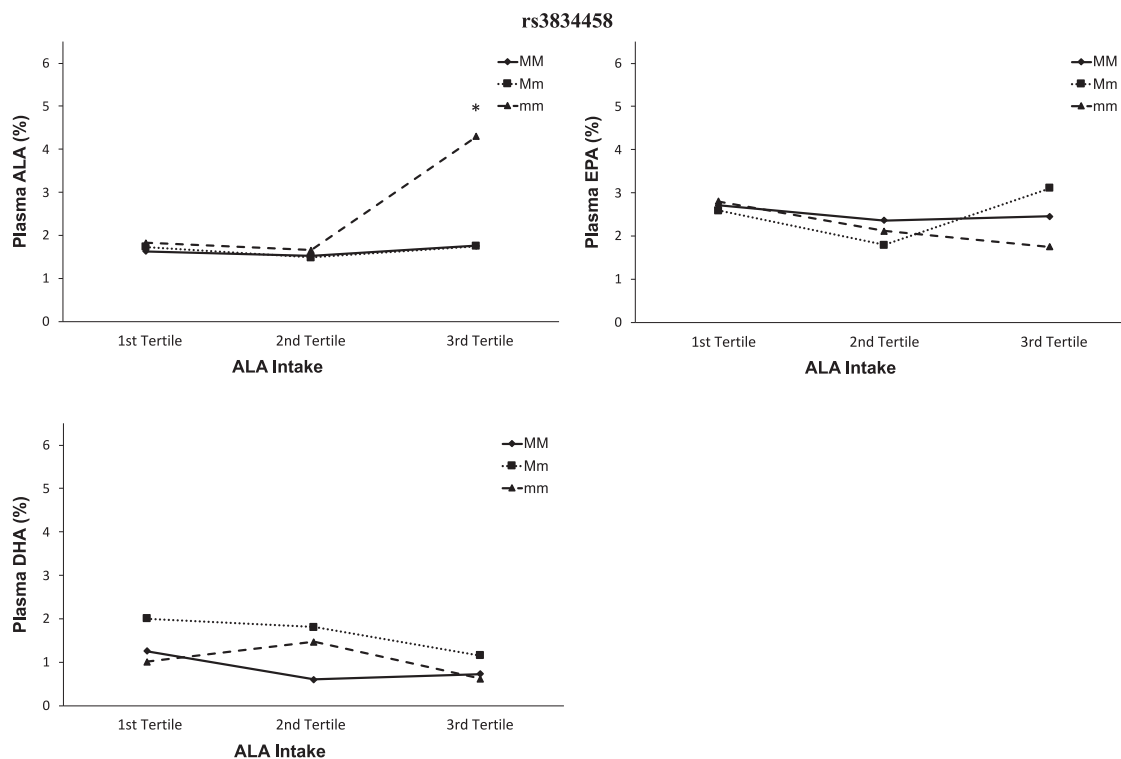 rs3834458
Plasma ALA (%)
6
5
4
3
2
1
0
MM
Mm
mm
*
1st Tertile 2nd Tertile 3rd Tertile
ALA Intake
Plasma EPA (%)
6
5
4
3
2
1
0
MM
Mm
mm
1st Tertile 2nd Tertile 3rd Tertile
ALA Intake
Plasma DHA (%)
6
5
4
3
2
1
0
MM
Mm
mm
1st Tertile 2nd Tertile 3rd Tertile
ALA Intake